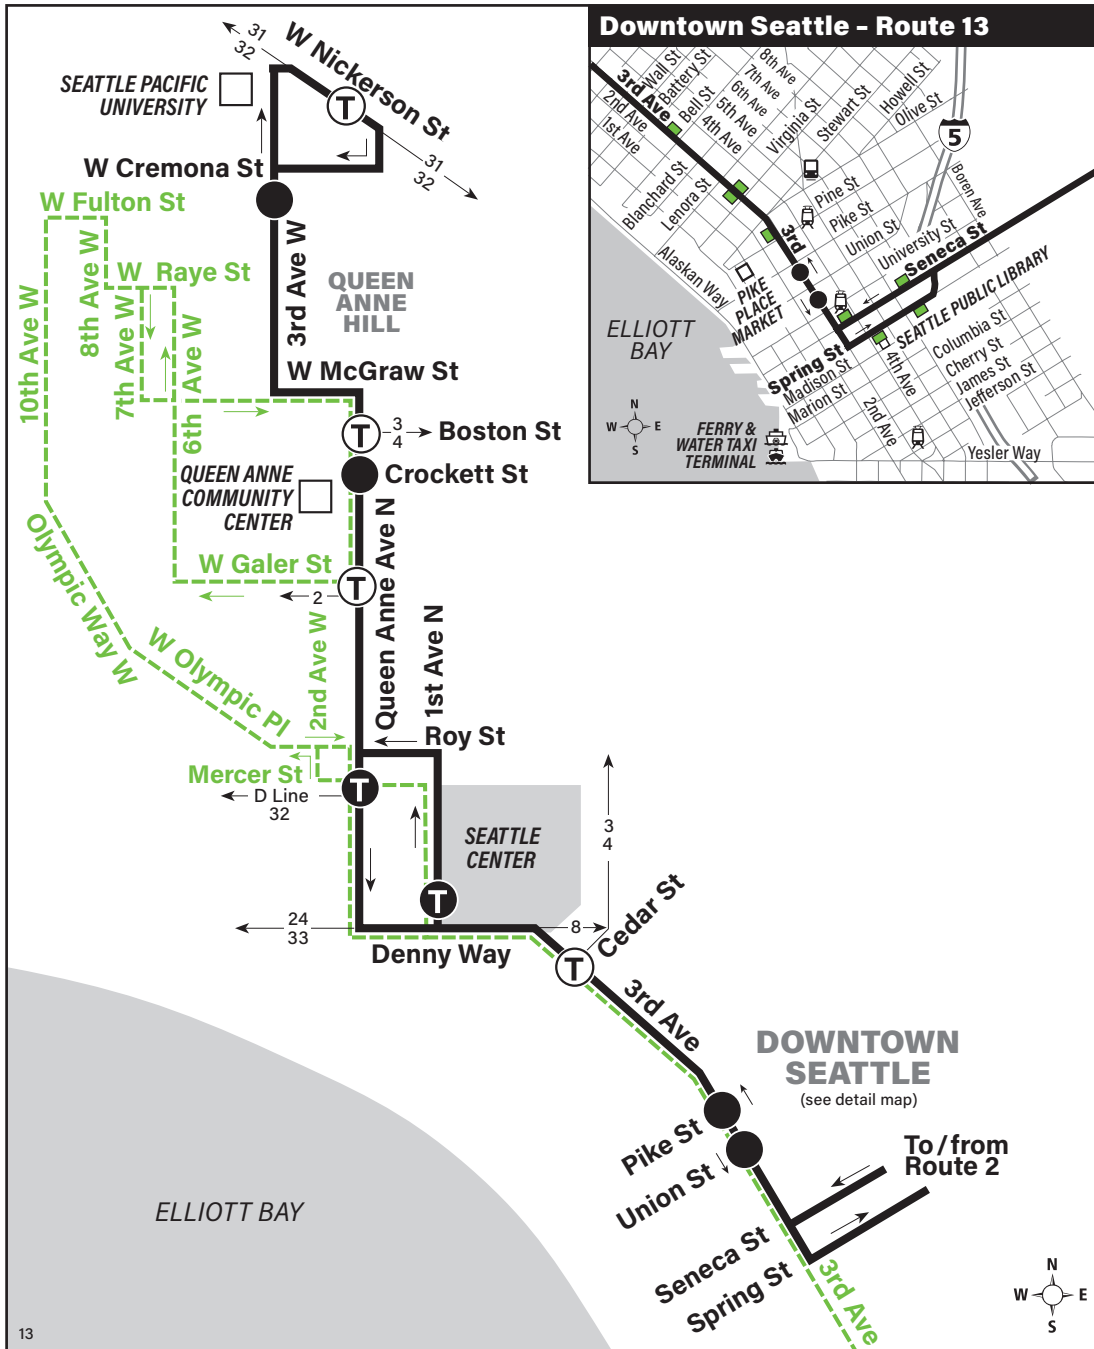 Downtown Seattle – Route 13
31
32
W Nickerson St
SEATTLE PACIFIC
UNIVERSITY
T
31
32
W Cremona St
W Fulton St
W Raye St
8th Ave W
7th Ave W
6th Ave W
10th Ave W
3rd Ave W
QUEEN
ANNE
HILL
W McGraw St
T
3
4
Boston St
Crockett St
QUEEN ANNE
COMMUNITY
CENTER
W Galer St
T
2
Queen Anne Ave N
1st Ave N
2nd Ave W
Olympic Way W
W Olympic Pl
Roy St
Mercer St
T
D Line
32
SEATTLE
CENTER
3
4
T
24
33
8
Denny Way
Cedar St
T
3rd Ave
DOWNTOWN
SEATTLE
(see detail map)
Pike St
Union St
To/from
Route 2
Seneca St
Spring St
3rd Ave
ELLIOTT BAY
N
W E
S
13
Wall St
Battery St
Bell St
3rd Ave
2nd Ave
1st Ave
8th Ave
7th Ave
6th Ave
5th Ave
4th Ave
Virginia St
Stewart St
Howell St
Olive St
5
Blanchard St
Lenora St
Alaskan Way
Pine St
Pike St
Union St
University St
Seneca St
Boren Ave
3rd
PIKE
PLACE
MARKET
SEATTLE PUBLIC LIBRARY
ELLIOTT
BAY
Spring St
Madison St
Marion St
4th Ave
2nd Ave
Columbia St
Cherry St
James St
Jefferson St
Yesler Way
FERRY &
WATER TAXI
TERMINAL
N
W E
S